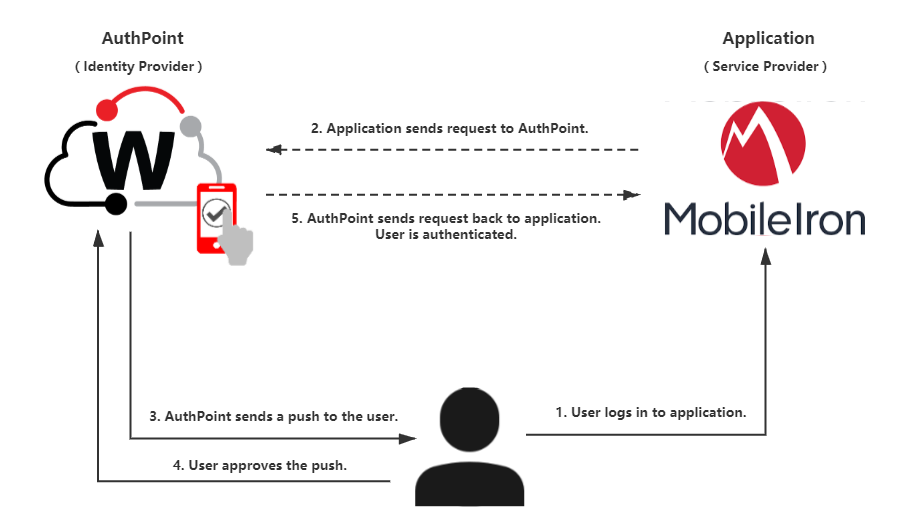 AuthPoint
( Identity Provider )
Application
( Service Provider )
W
2. Application sends request to AuthPoint.
5. AuthPoint sends request back to application.
User is authenticated.
MobileIron
3. AuthPoint sends a push to the user.
4. User approves the push.
1. User logs in to application.